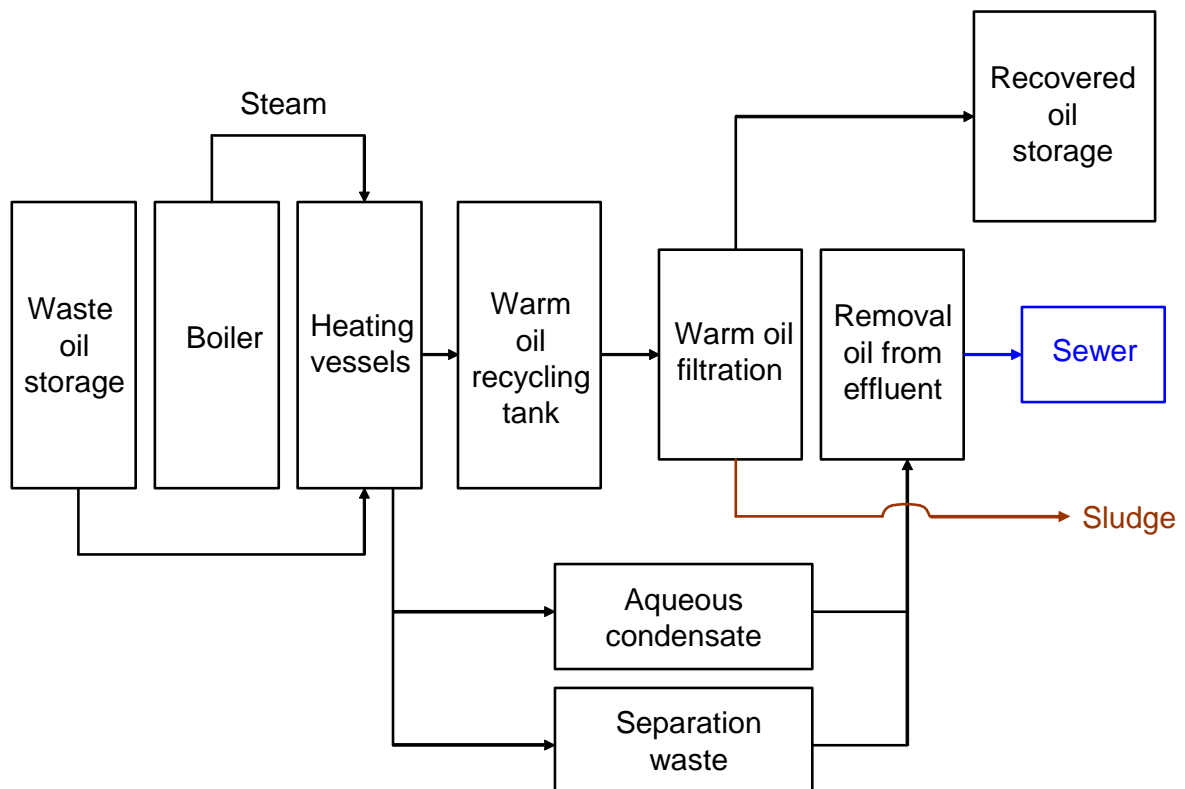 Steam
Recovered
oil
storage
Waste
oil
storage
Boiler
Heating
vessels
Warm
oil
recycling
tank
Warm oil
filtration
Removal
oil from
effluent
Sewer
Sludge
Aqueous
condensate
Separation
waste